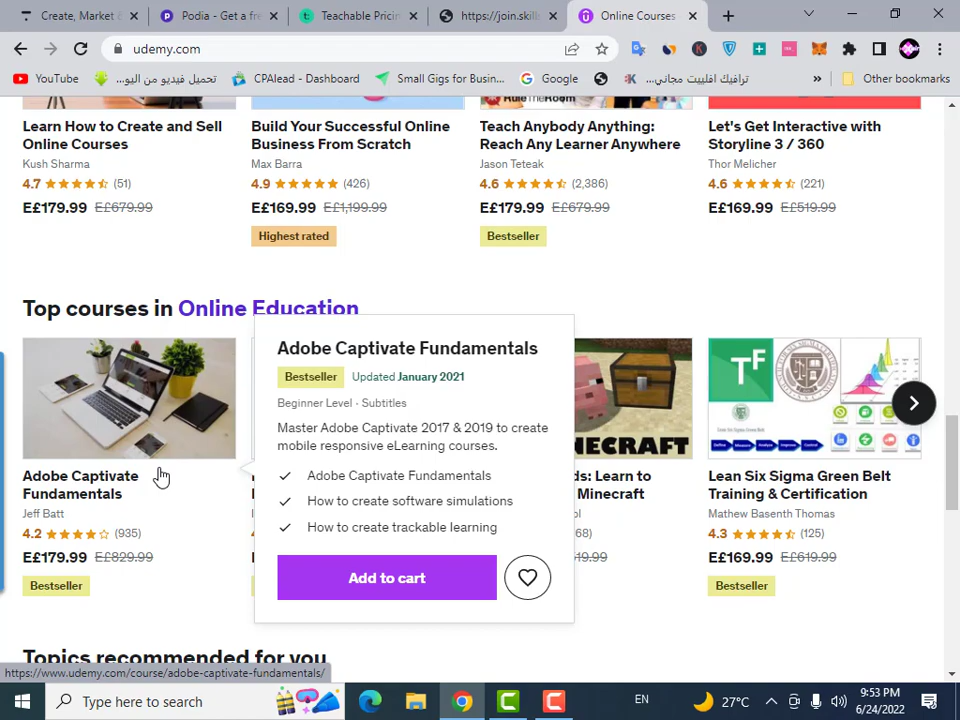 Create, Market &
Podia - Get a fre
Teachable Pricin
https://join.skills
Online Courses
udemy.com
YouTube
تحميل فيديو من اليو...
CPAlead - Dashboard
Small Gigs for Busin...
Google
ترافيك افلييت مجاني...
»
Other bookmarks
RuleTheRoom
Learn How to Create and Sell
Online Courses
Kush Sharma
4.7 (51)
E£179.99 E£679.99
Build Your Successful Online
Business From Scratch
Max Barra
4.9 (426)
E£169.99 E£1,199.99
Highest rated
Teach Anybody Anything:
Reach Any Learner Anywhere
Jason Teteak
4.6 (2,386)
E£179.99 E£679.99
Bestseller
Let's Get Interactive with
Storyline 3 / 360
Thor Melicher
4.6 (221)
E£169.99 E£519.99
Top courses in Online Education
Adobe Captivate
Fundamentals
Jeff Batt
4.2 (935)
E£179.99 E£829.99
Bestseller
Adobe Captivate Fundamentals
Bestseller Updated January 2021
Beginner Level · Subtitles
Master Adobe Captivate 2017 & 2019 to create
mobile responsive eLearning courses.
Adobe Captivate Fundamentals
How to create software simulations
How to create trackable learning
Add to cart
MINECRAFT
ds: Learn to
Minecraft
68)
TF
Lean Six Sigma Green Belt
Training & Certification
Mathew Basenth Thomas
4.3 (125)
E£169.99 E£619.99
Bestseller
Topics recommended for you
https://www.udemy.com/course/adobe-captivate-fundamentals/
Type here to search
EN
27°C
9:53 PM
6/24/2022